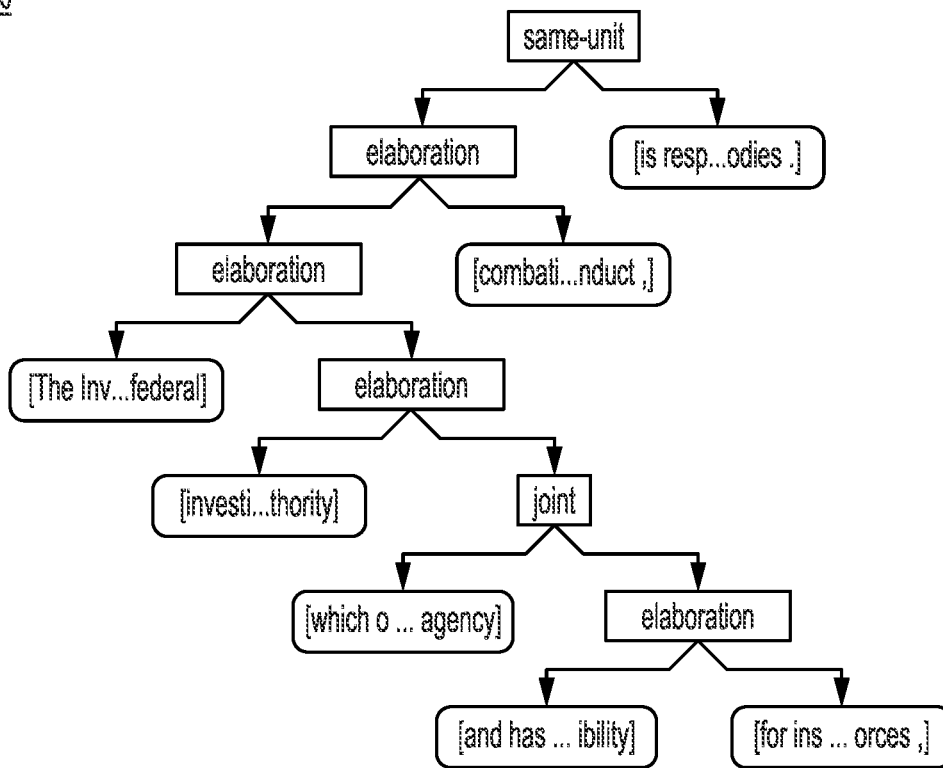 same-unit
elaboration
[is resp...odies .]
elaboration
[combati...nduct ,]
[The Inv...federal]
elaboration
[investi...thority]
joint
[which o ... agency]
elaboration
[and has ... ibility]
[for ins ... orces ,]